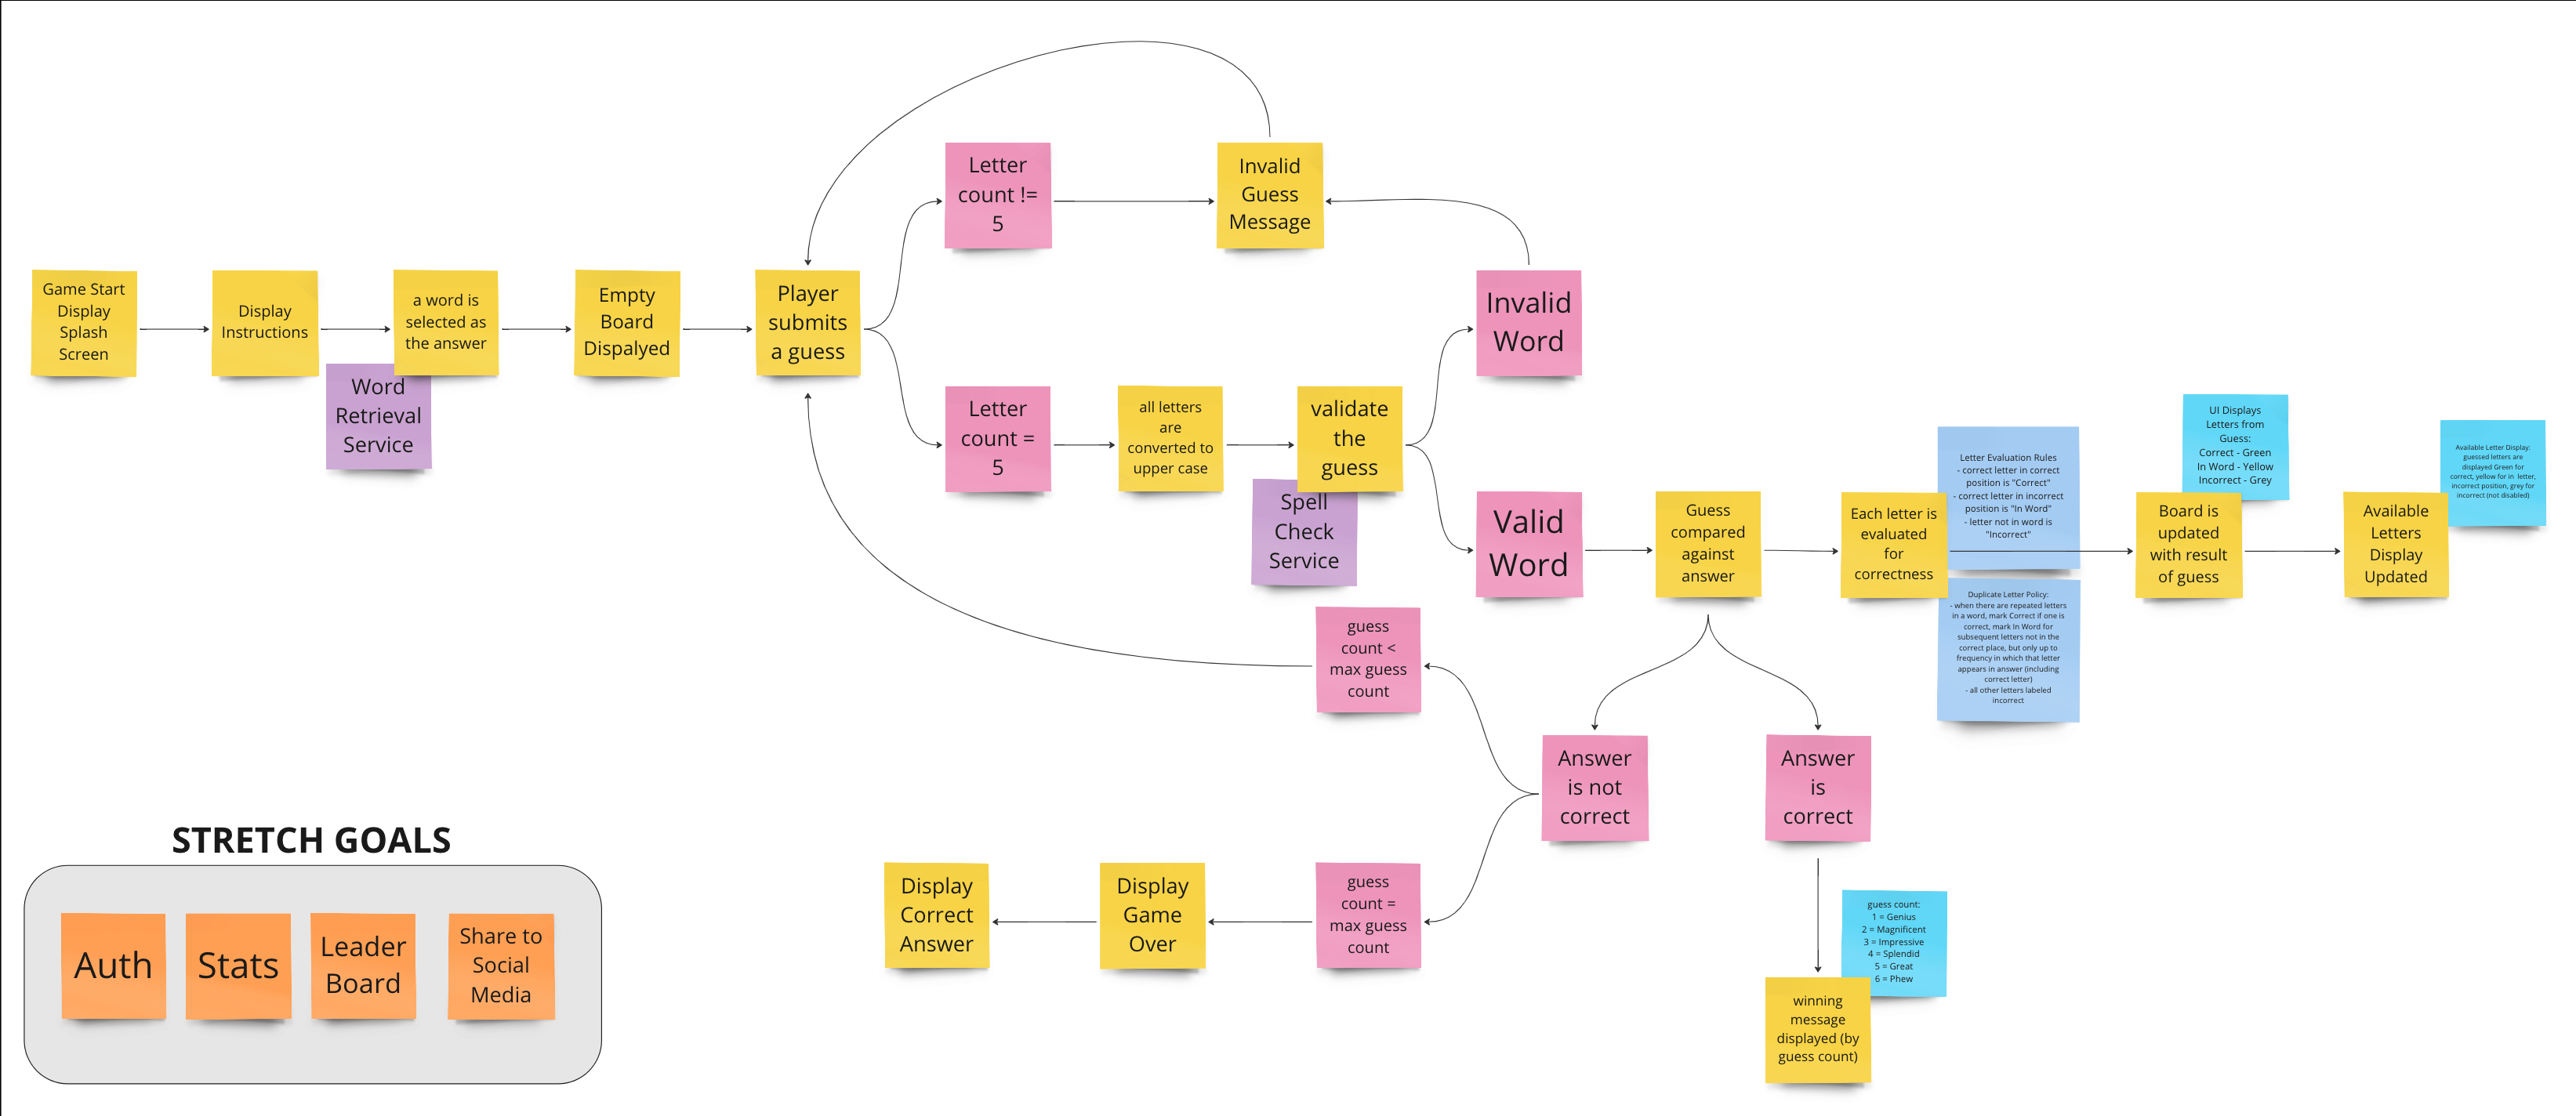 Game Start
Display
Splash
Screen
Display
Instructions
a word is
selected as
the answer
Word
Retrieval
Service
Empty
Board
Dispalyed
Player
submits
a guess
Letter
count !=
5
Invalid
Guess
Message
Letter
count =
5
all letters
are
converted to
upper case
validate
the
guess
Spell
Check
Service
Invalid
Word
Valid
Word
Guess
compared
against
answer
Each letter is
evaluated
for
correctness
Letter Evaluation Rules
- correct letter in correct
position is "Correct"
- correct letter in incorrect
position is "In Word"
- letter not in word is
"Incorrect"
Duplicate Letter Policy:
- when there are repeated letters
in a word, mark Correct if one is
correct, mark In Word for
subsequent letters not in the
correct place, but only up to
frequency in which that letter
appears in answer (including
correct letter)
- all other letters labeled
incorrect
UI Displays
Letters from
Guess:
Correct - Green
In Word - Yellow
Incorrect - Grey
Board is
updated
with result
of guess
Available Letter Display:
guessed letters are
displayed Green for
correct, yellow for in letter,
incorrect position, grey for
incorrect (not disabled)
Available
Letters
Display
Updated
guess
count <
max guess
count
Answer
is not
correct
Answer
is
correct
guess
count =
max guess
count
Display
Game
Over
Display
Correct
Answer
guess count:
1 = Genius
2 = Magnificent
3 = Impressive
4 = Splendid
5 = Great
6 = Phew
winning
message
displayed (by
guess count)
STRETCH GOALS
Auth
Stats
Leader
Board
Share to
Social
Media